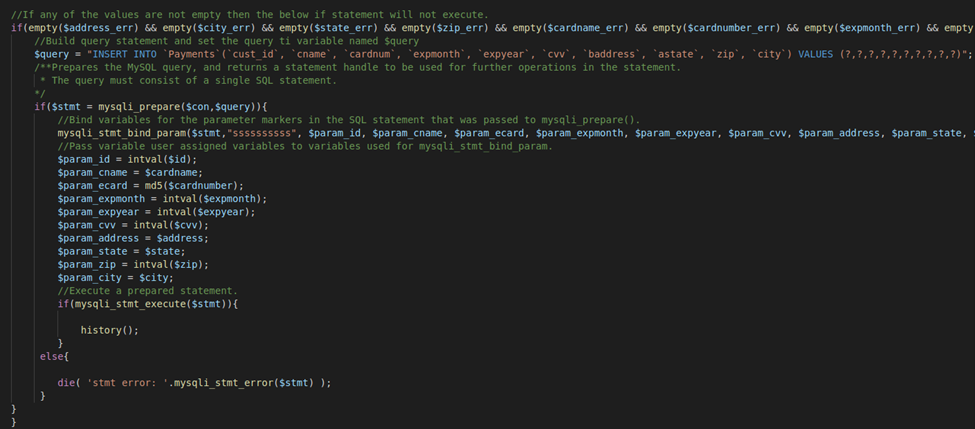 //If any of the values are not empty then the below if statement will not execute.
if(empty($address_err) && empty($city_err) && empty($state_err) && empty($zip_err) && empty($cardname_err) && empty($cardnumber_err) && empty($expmonth_err) && empty
//Build query statement and set the query ti variable named $query
$query = "INSERT INTO `Payments`(`cust_id`, `cname`, `cardnum`, `expmonth`, `expyear`, `cvv`, `baddress`, `astate`, `zip`, `city`) VALUES (?,?,?,?,?,?,?,?,?,?)";
/**Prepares the MySQL query, and returns a statement handle to be used for further operations in the statement.
* The query must consist of a single SQL statement.
*/
if($stmt = mysqli_prepare($con,$query)){
//Bind variables for the parameter markers in the SQL statement that was passed to mysqli_prepare().
mysqli_stmt_bind_param($stmt,"ssssssssss", $param_id, $param_cname, $param_ecard, $param_expmonth, $param_expyear, $param_cvv, $param_address, $param_state, $
//Pass variable user assigned variables to variables used for mysqli_stmt_bind_param.
$param_id = intval($id);
$param_cname = $cardname;
$param_ecard = md5($cardnumber);
$param_expmonth = intval($expmonth);
$param_expyear = intval($expyear);
$param_cvv = intval($cvv);
$param_address = $address;
$param_state = $state;
$param_zip = intval($zip);
$param_city = $city;
//Execute a prepared statement.
if(mysqli_stmt_execute($stmt)){
history();
}
else{
die( 'stmt error: '.mysqli_stmt_error($stmt) );
}
}
}